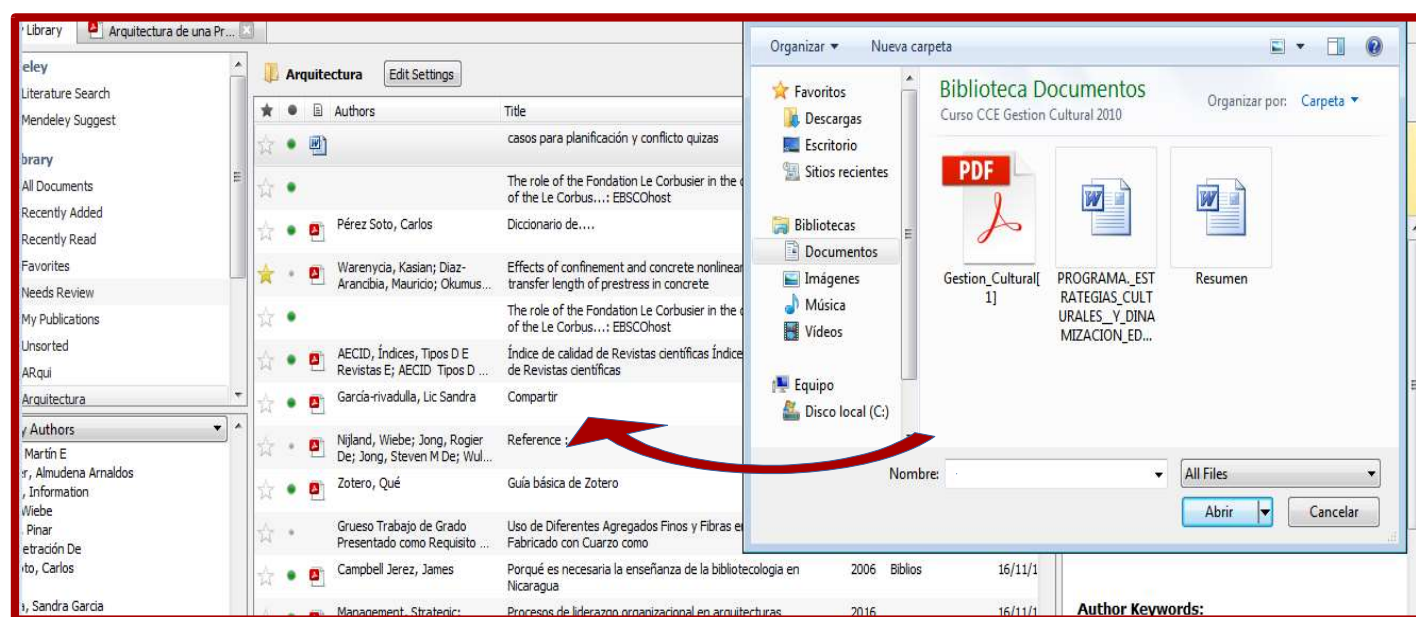 Library
Arquitectura de una Pr...
eley
Literature Search
Mendeley Suggest
brary
All Documents
Recently Added
Recently Read
Favorites
Needs Review
My Publications
Unsorted
ARqui
Arquitectura
y Authors
Martín E
er, Almudena Arnaldos
, Information
Wiebe
Pinar
etración De
oto, Carlos
a, Sandra Garcia
Arquitectura
Edit Settings
Authors Title
casos para planificación y conflicto quizas
The role of the Fondation Le Corbusier in the
of the Le Corbus...: EBSCOhost
Pérez Soto, Carlos Diccionario de....
Warenycia, Kasian; Diaz- Effects of confinement and concrete nonlinear
Arancibia, Mauricio; Okumus... transfer length of prestress in concrete
The role of the Fondation Le Corbusier in the
of the Le Corbus...: EBSCOhost
AECID, Índices, Tipos D E Índice de calidad de Revistas científicas Índice
Revistas E; AECID Tipos D ... de Revistas científicas
García-rivadulla, Lic Sandra Compartir
Nijland, Wiebe; Jong, Rogier Reference :
De; Jong, Steven M De; Wul...
Zotero, Qué Guía básica de Zotero
Grueso Trabajo de Grado Uso de Diferentes Agregados Finos y Fibras en
Presentado como Requisito ... Fabricado con Cuarzo como
Campbell Jerez, James Porqué es necesaria la enseñanza de la bibliotecologia en 2006 Biblios 16/11/1
Nicaragua
Management, Strategic; Procesos de liderazgo organizacional en arquitecturas 2016 16/11/1
Organizar Nueva carpeta
Favoritos
Descargas
Escritorio
Sitios recientes
Bibliotecas
Documentos
Imágenes
Música
Vídeos
Equipo
Disco local (C:)
Biblioteca Documentos
Curso CCE Gestion Cultural 2010
Organizar por: Carpeta
PDF
Gestion_Cultural[
1]
PROGRAMA._EST
RATEGIAS_CULT
URALES__Y_DINA
MIZACION_ED...
Resumen
Nombre:
All Files
Abrir
Cancelar
Author Keywords: